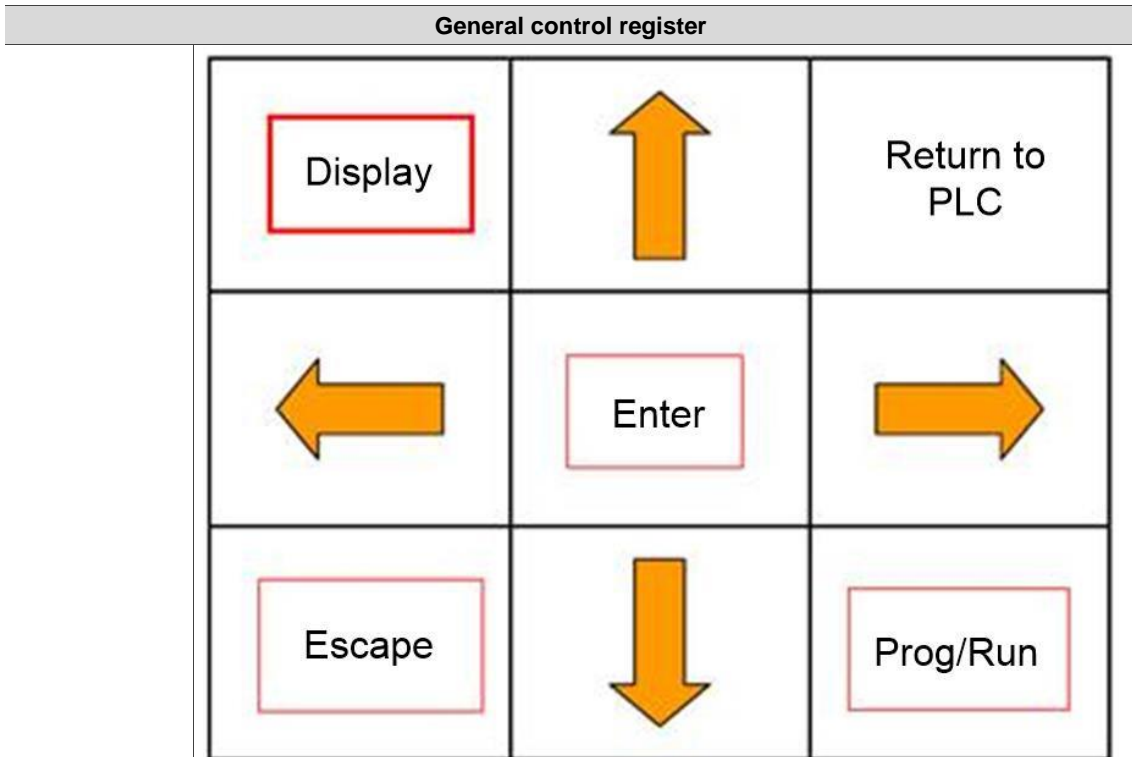 General control register
Display
Return to
PLC
Enter
Escape
Prog/Run